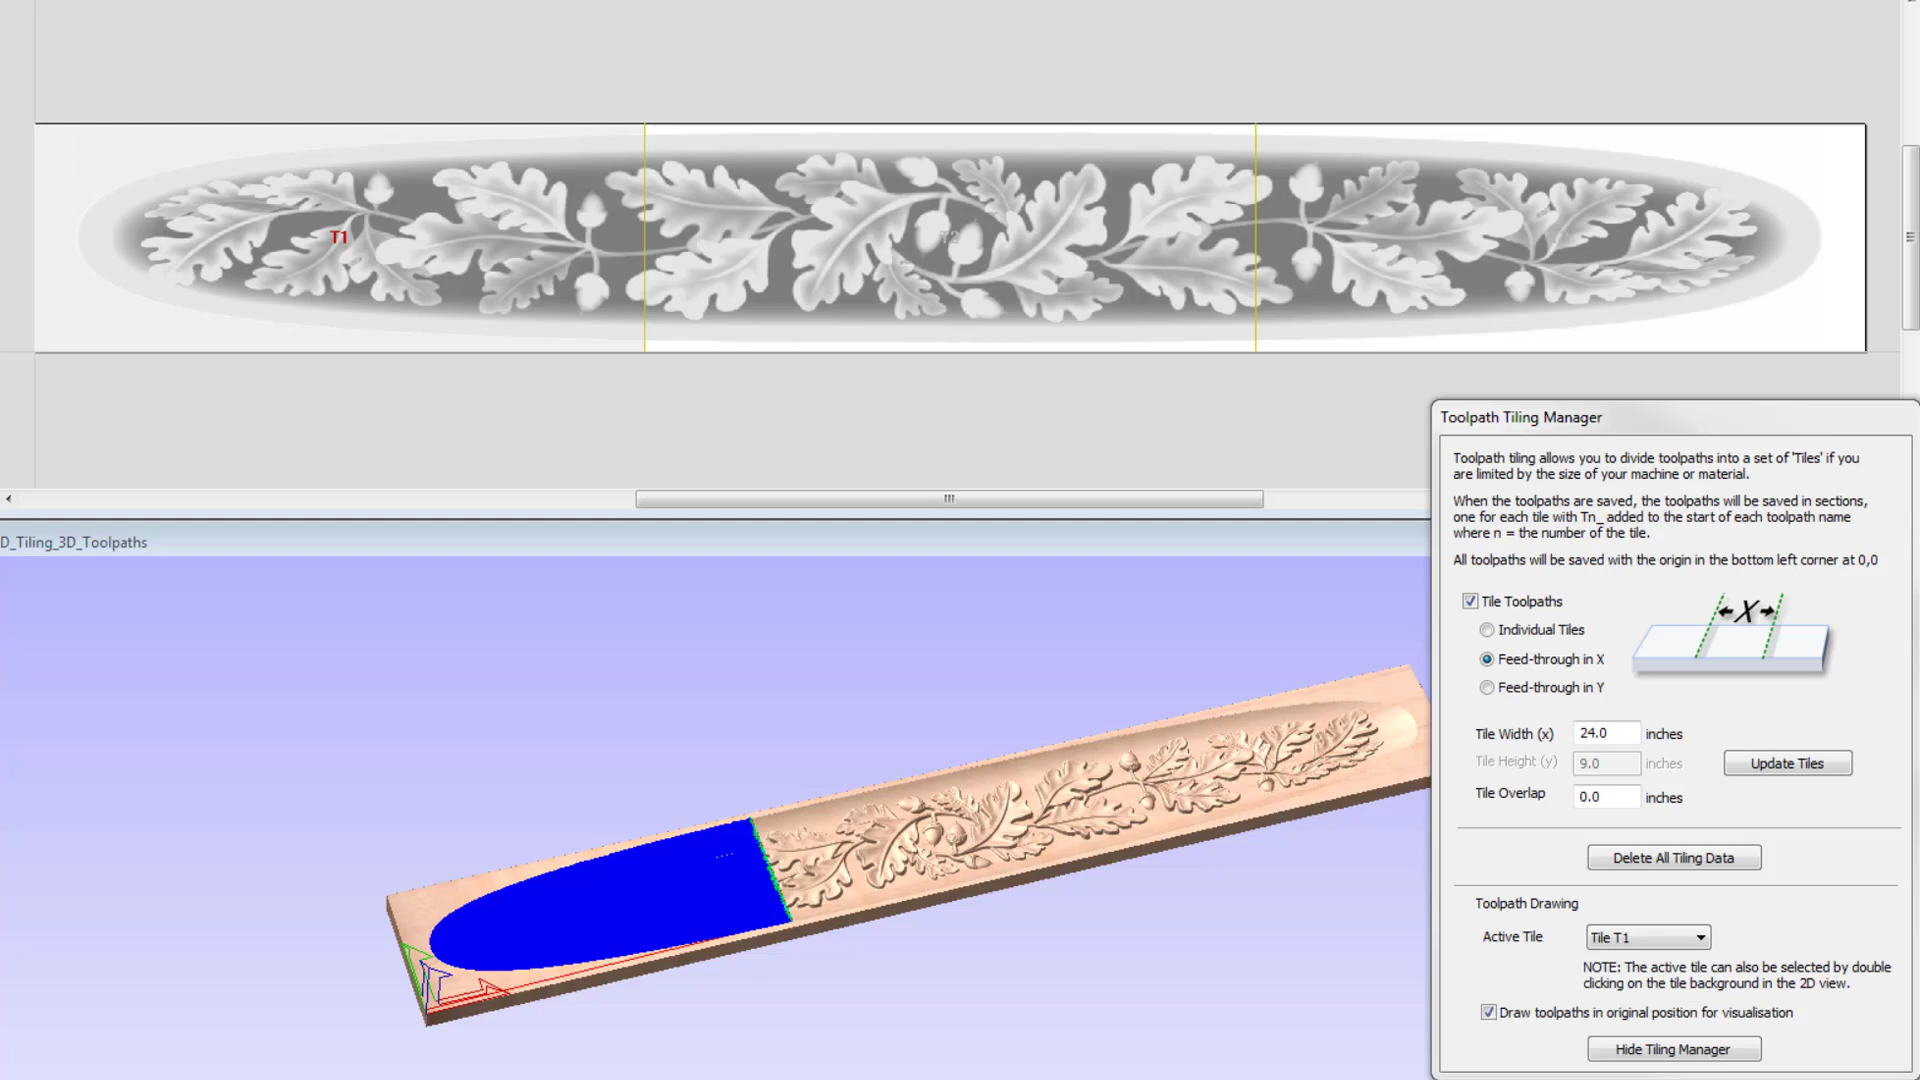 T1
T2
D_Tiling_3D_Toolpaths
Toolpath Tiling Manager
Toolpath tiling allows you to divide toolpaths into a set of 'Tiles' if you
are limited by the size of your machine or material.
When the toolpaths are saved, the toolpaths will be saved in sections,
one for each tile with Tn_ added to the start of each toolpath name
where n = the number of the tile.
All toolpaths will be saved with the origin in the bottom left corner at 0,0
Tile Toolpaths
X
Individual Tiles
Feed-through in X
Feed-through in Y
Tile Width (x) 24.0 inches
Tile Height (y) 9.0 inches
Update Tiles
Tile Overlap 0.0 inches
Delete All Tiling Data
Toolpath Drawing
Active Tile Tile T1
NOTE: The active tile can also be selected by double
clicking on the tile background in the 2D view.
Draw toolpaths in original position for visualisation
Hide Tiling Manager